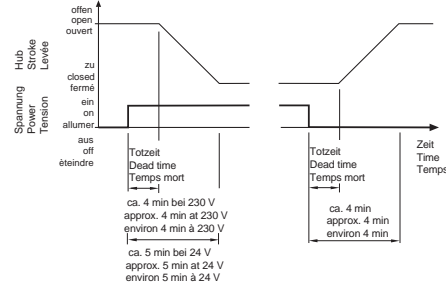 offen
open
ouvert
Hub
Stroke
Levée
zu
closed
fermé
Spannung
Power
Tension
ein
on
allumer
aus
off
èteindre
Totzeit
Dead time
Temps mort
Totzeit
Dead time
Temps mort
Zeit
Time
Temps
ca. 4 min bei 230 V
approx. 4 min at 230 V
environ 4 min à 230 V
ca. 4 min
approx. 4 min
environ 4 min
ca. 5 min bei 24 V
approx. 5 min at 24 V
environ 5 min à 24 V